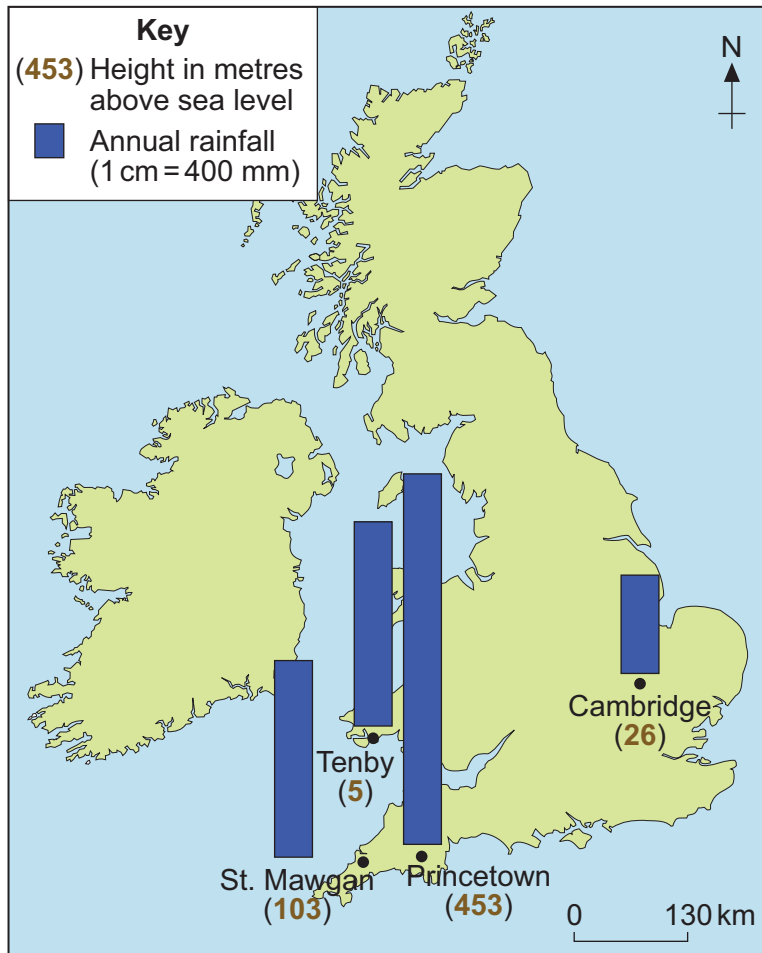 Key
(453) Height in metres
above sea level
Annual rainfall
(1 cm = 400 mm)
N
Cambridge
(26)
Tenby
(5)
St. Mawgan
(103)
Princetown
(453)
0 130 km